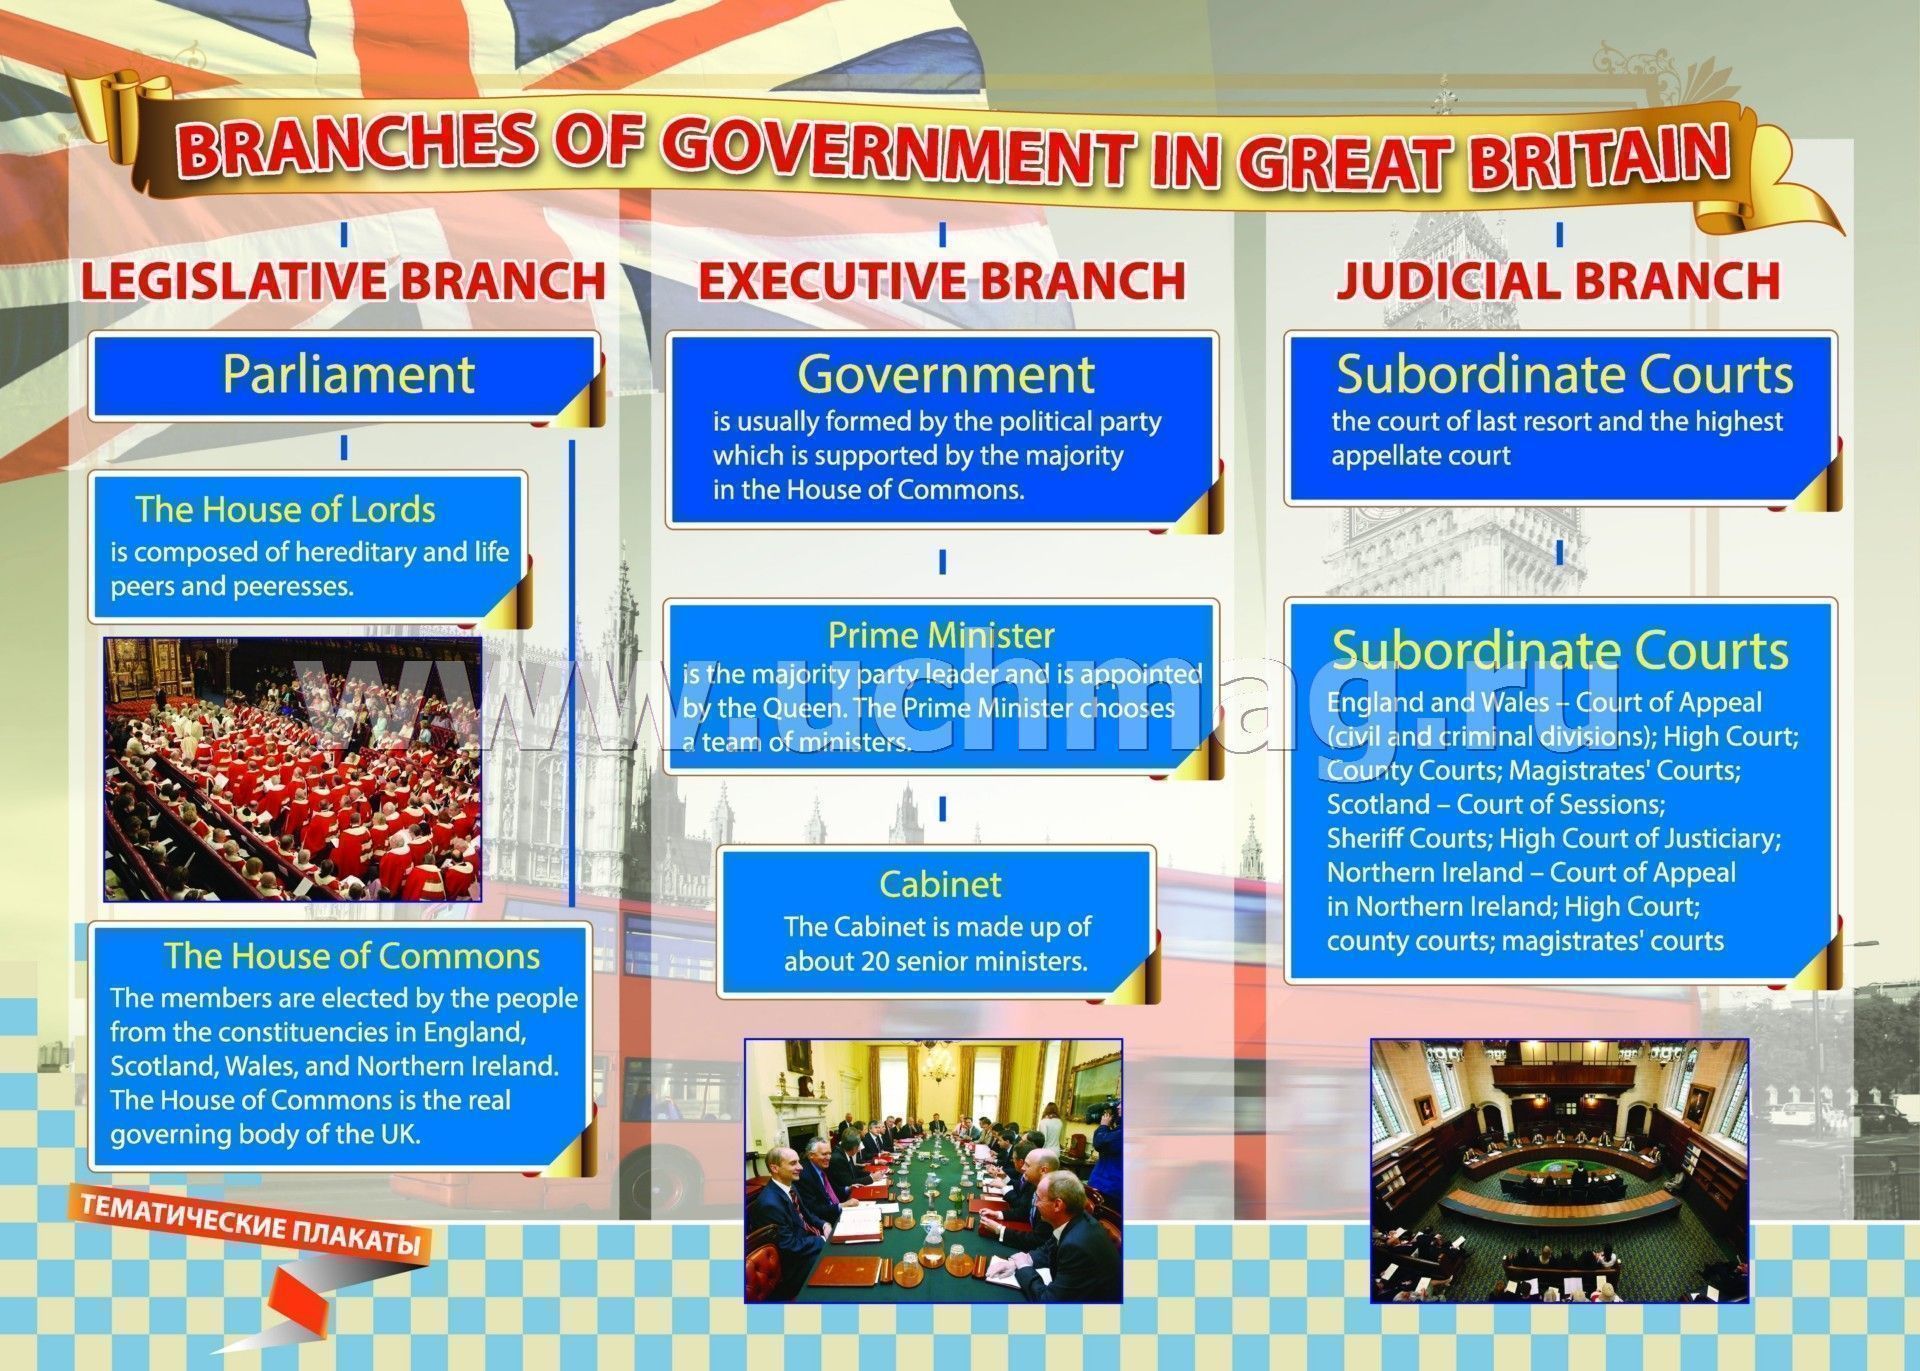 BRANCHES OF GOVERNMENT IN GREAT BRITAIN
LEGISLATIVE BRANCH
Parliament
The House of Lords
is composed of hereditary and life
peers and peeresses.
The House of Commons
The members are elected by the people
from the constituencies in England,
Scotland, Wales, and Northern Ireland.
The House of Commons is the real
governing body of the UK.
EXECUTIVE BRANCH
Government
is usually formed by the political party
which is supported by the majority
in the House of Commons.
Prime Minister
is the majority party leader and is appointed
by the Queen. The Prime Minister chooses
a team of ministers.
Cabinet
The Cabinet is made up of
about 20 senior ministers.
JUDICIAL BRANCH
Subordinate Courts
the court of last resort and the highest
appellate court
Subordinate Courts
England and Wales – Court of Appeal
(civil and criminal divisions); High Court;
County Courts; Magistrates' Courts;
Scotland – Court of Sessions;
Sheriff Courts; High Court of Justiciary;
Northern Ireland – Court of Appeal
in Northern Ireland; High Court;
county courts; magistrates' courts
www.uchmag.ru
ТЕМАТИЧЕСКИЕ ПЛАКАТЫ